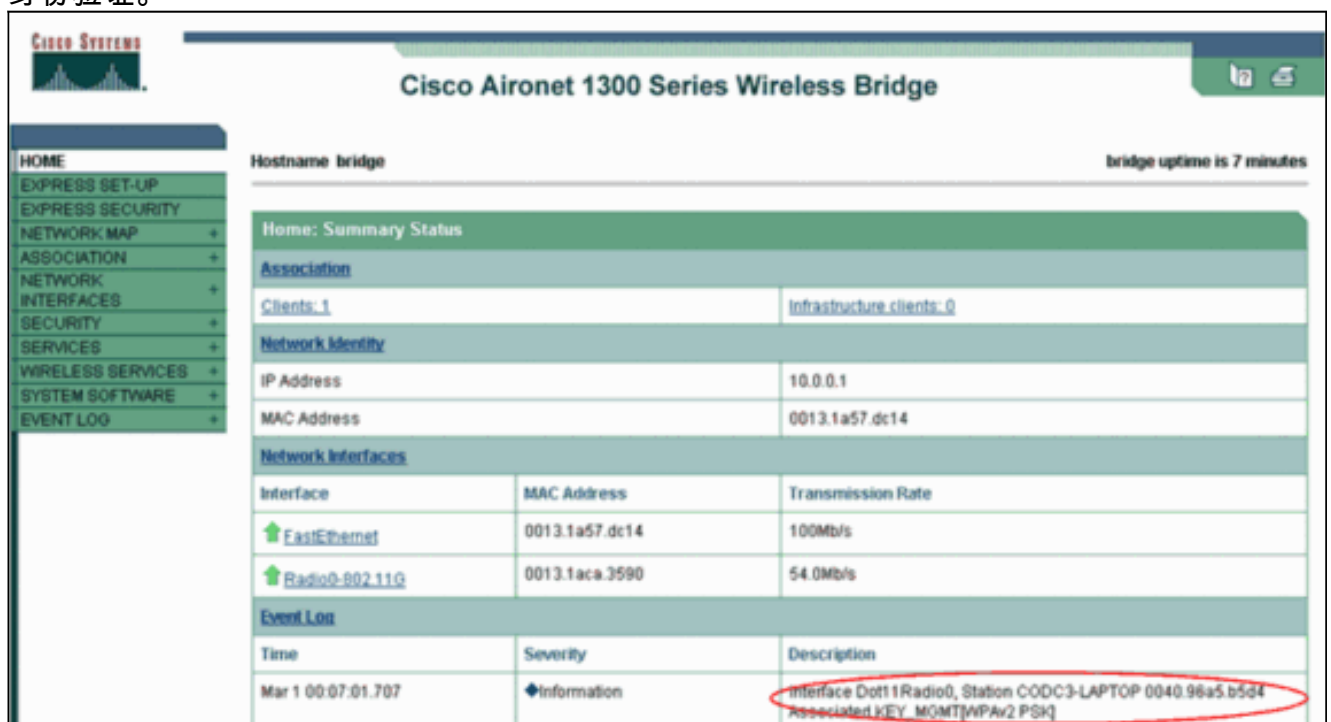 身份验证。
CISCO SYSTEMS
Cisco Aironet 1300 Series Wireless Bridge
HOME
EXPRESS SET-UP
EXPRESS SECURITY
NETWORK MAP +
ASSOCIATION +
NETWORK
INTERFACES +
SECURITY +
SERVICES +
WIRELESS SERVICES +
SYSTEM SOFTWARE +
EVENT LOG +
Hostname bridge bridge uptime is 7 minutes
Home: Summary Status
Association
Clients: 1 Infrastructure clients: 0
Network Identity
IP Address 10.0.0.1
MAC Address 0013.1a57.dc14
Network Interfaces
Interface MAC Address Transmission Rate
FastEthernet 0013.1a57.dc14 100Mb/s
Radio0-802.11G 0013.1aca.3590 54.0Mb/s
Event Log
Time Severity Description
Mar 1 00:07:01.707 Information Interface Dot11Radio0, Station CODC3-LAPTOP 0040.96a5.b5d4
Associated KEY_MGMT[WPAv2 PSK]